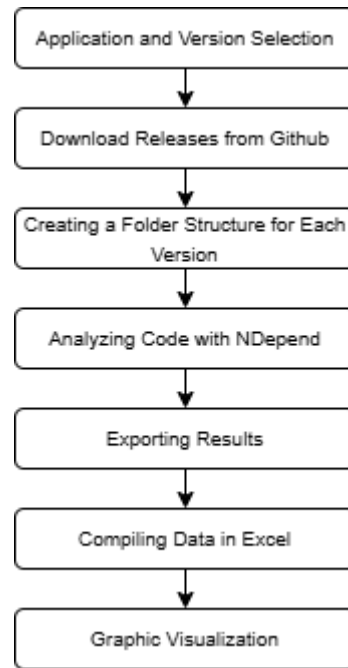 Application and Version Selection
Download Releases from Github
Creating a Folder Structure for Each
Version
Analyzing Code with NDepend
Exporting Results
Compiling Data in Excel
Graphic Visualization